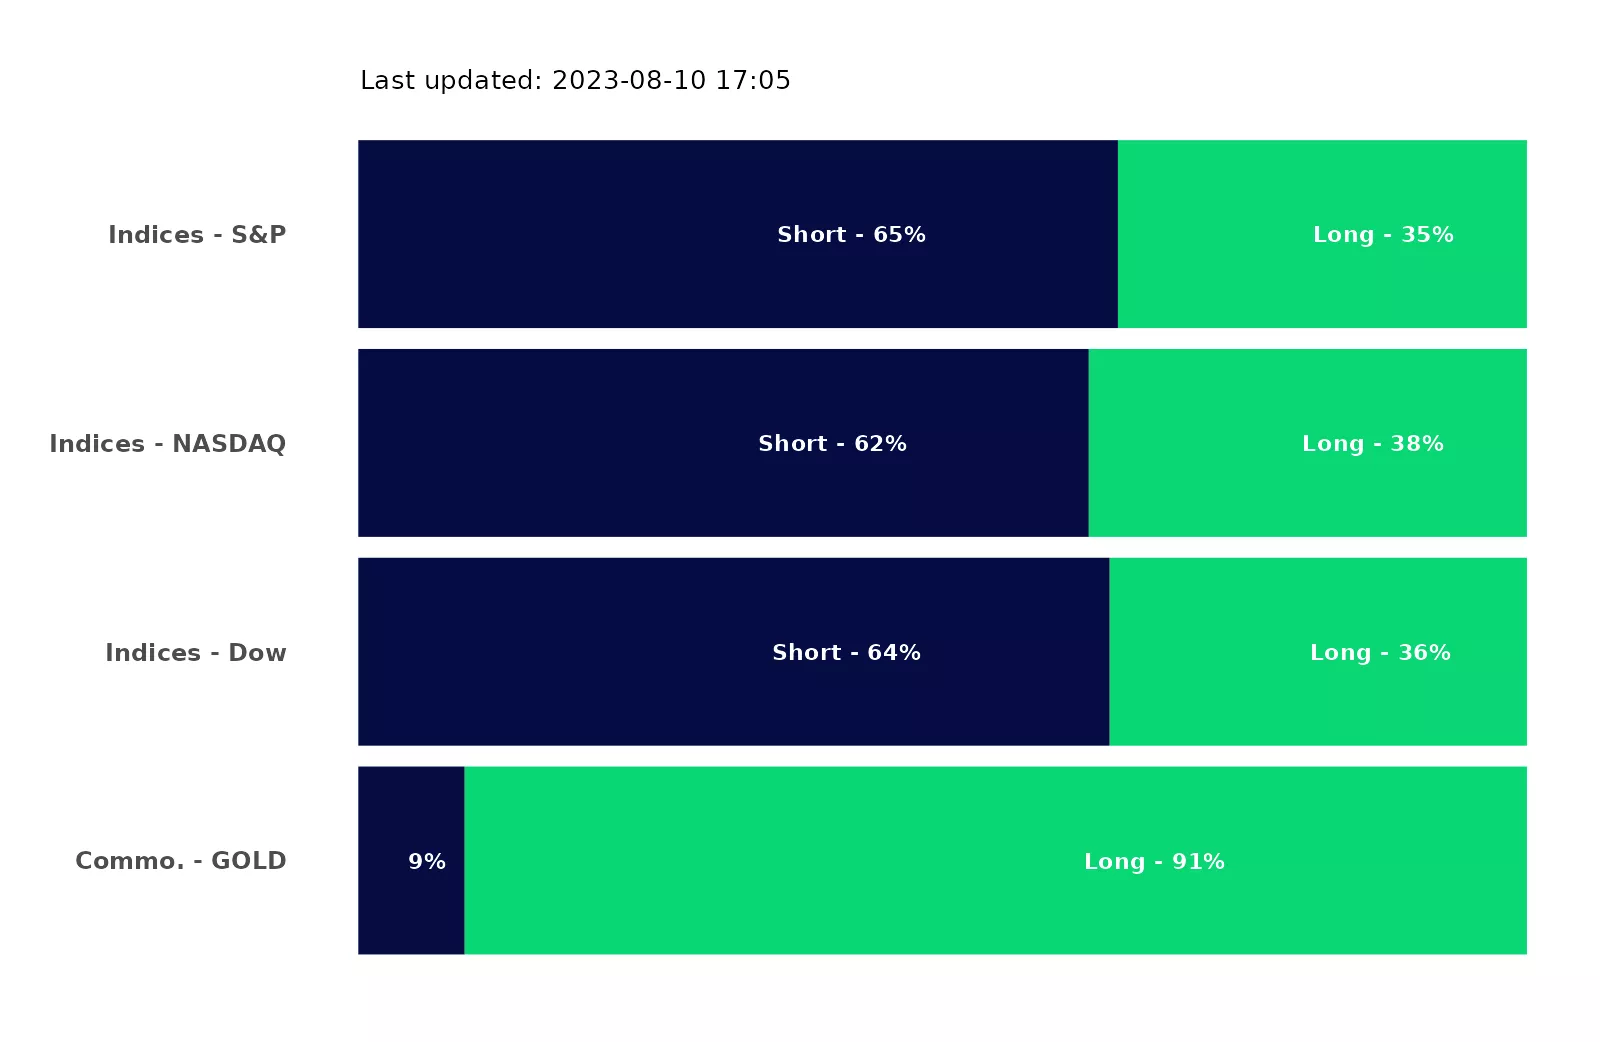 Last updated: 2023-08-10 17:05
Indices - S&P
Short - 65%
Long - 35%
Indices - NASDAQ
Short - 62%
Long - 38%
Indices - Dow
Short - 64%
Long - 36%
Commo. - GOLD
9%
Long - 91%